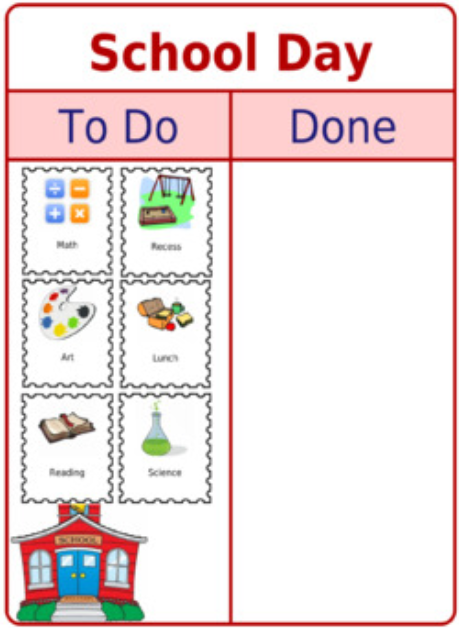 School Day
To Do
Done
Math
Recess
Art
Lunch
Reading
Science
SCHOOL